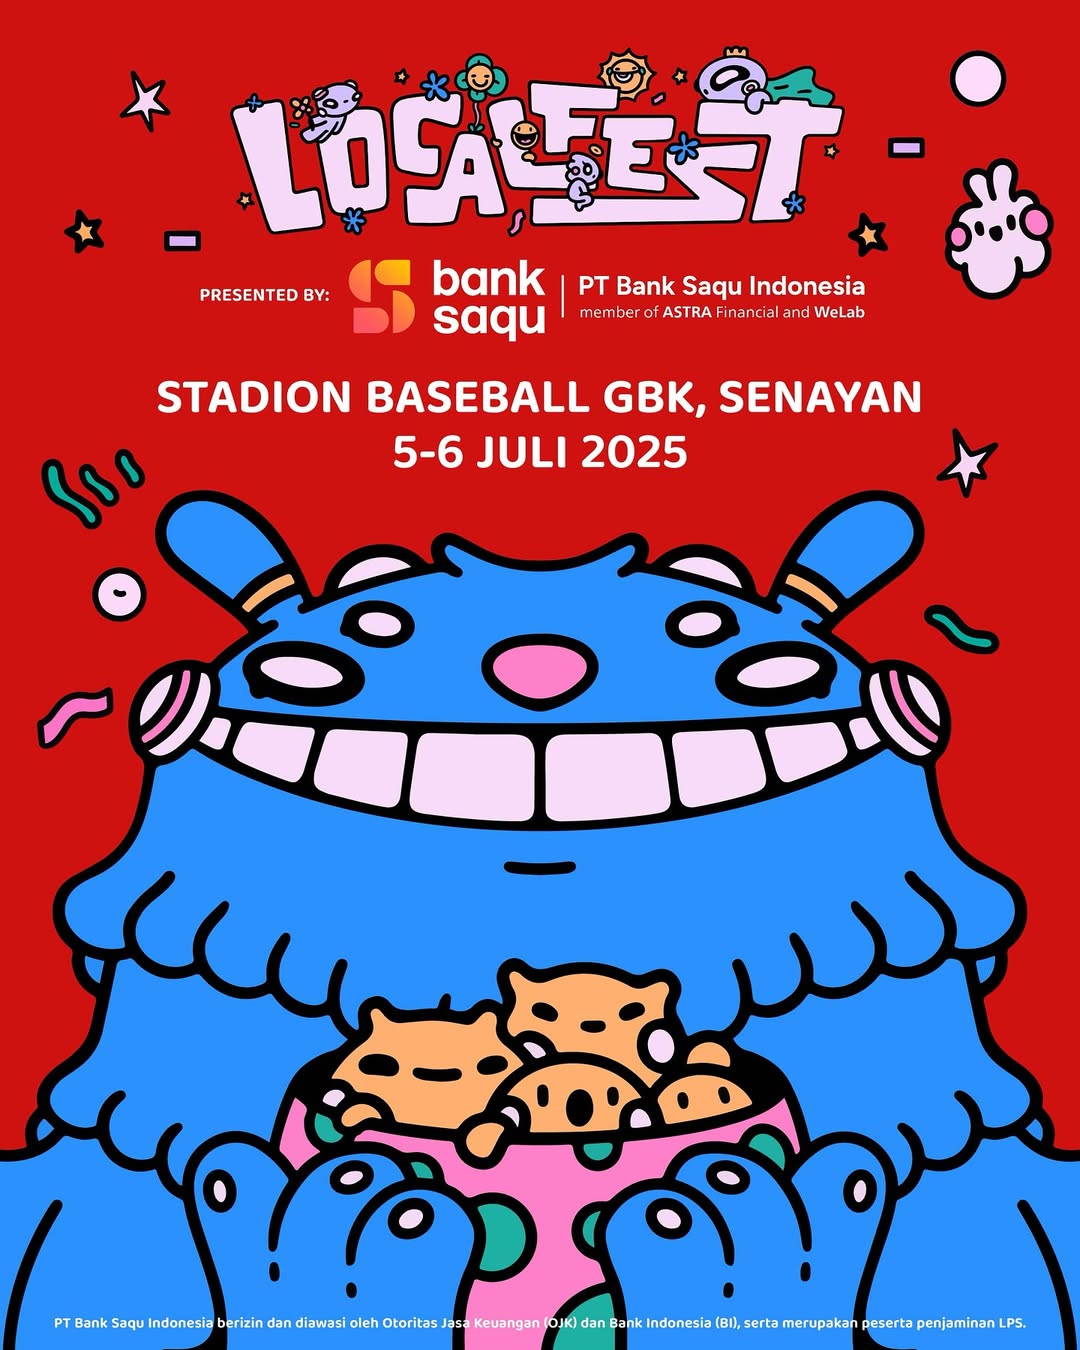 LOCALFEST
PRESENTED BY:
bank
saqu
PT Bank Saqu Indonesia
member of ASTRA Financial and WeLab
STADION BASEBALL GBK, SENAYAN
5-6 JULI 2025
PT Bank Saqu Indonesia berizin dan diawasi oleh Otoritas Jasa Keuangan (OJK) dan Bank Indonesia (BI), serta merupakan peserta penjaminan LPS.